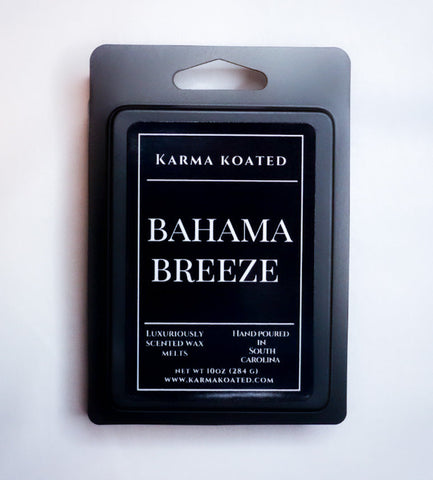 KARMA KOATED
BAHAMA
BREEZE
LUXURIOUSLY
SCENTED WAX
MELTS
HAND POURED
IN
SOUTH
CAROLINA
NET WT 10OZ (284 G)
WWW.KARMAKOATED.COM